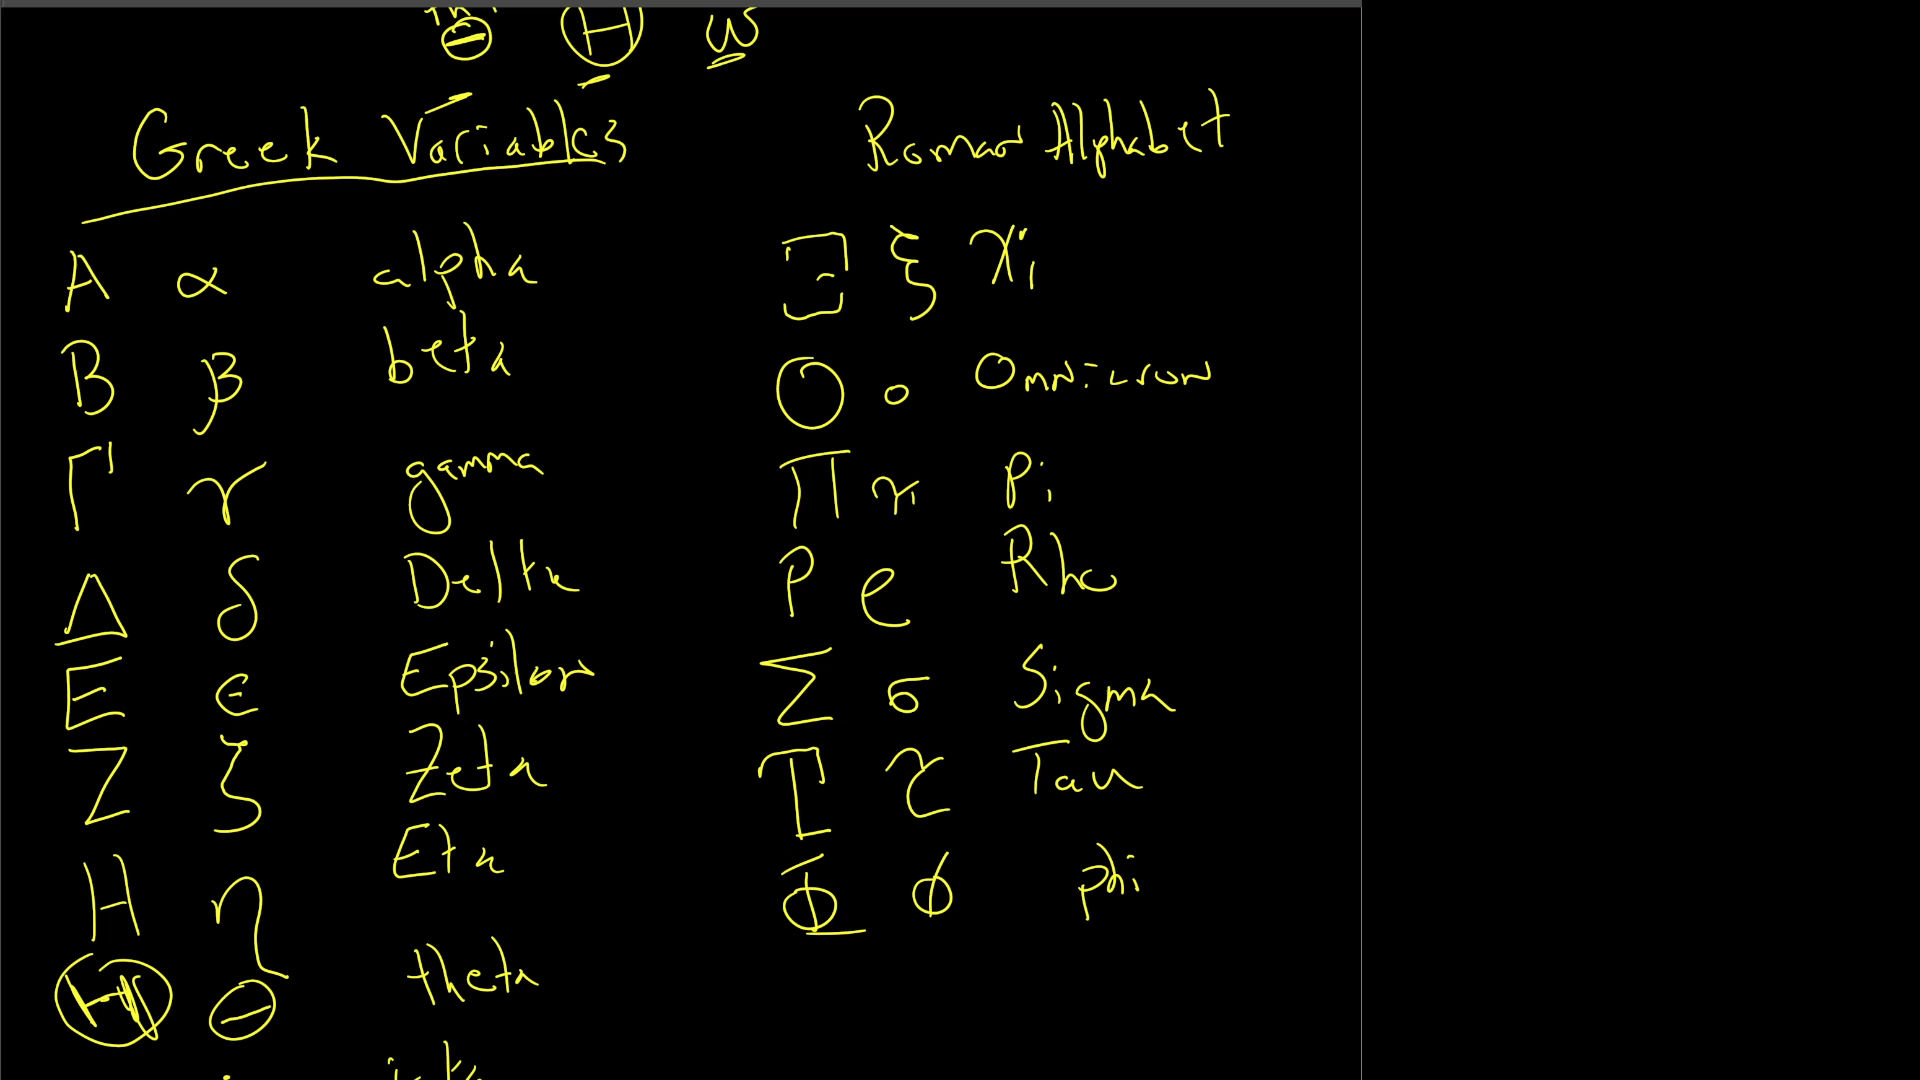 Θ Θ ω
Greek Variables
Α α alpha
Β β beta
Γ γ gamma
Δ δ Delta
Ε ε Epsilon
Ζ ζ Zeta
Η η Eta
Θ θ theta
Roman Alphabet
Ξ ξ Xi
Ο ο Omnicron
Π π Pi
Ρ ρ Rho
Σ σ Sigma
Τ τ Tau
Φ φ phi